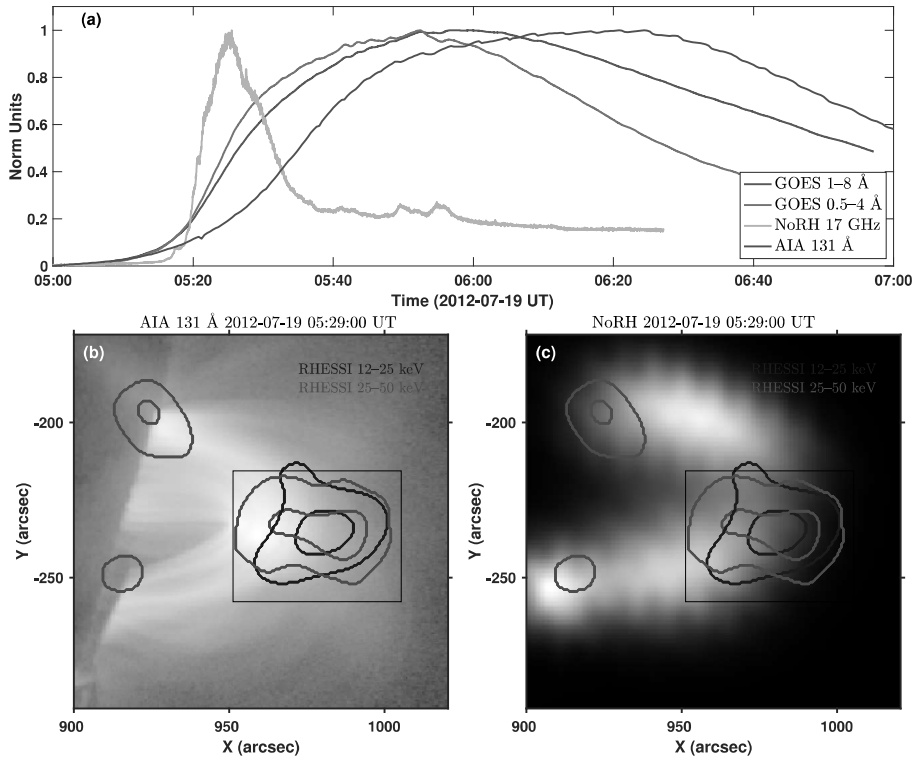 (a)
Norm Units
1
0.8
0.6
0.4
0.2
0
GOES 1–8 Å
GOES 0.5–4 Å
NoRH 17 GHz
AIA 131 Å
05:00 05:20 05:40 06:00 06:20 06:40 07:00
Time (2012-07-19 UT)
AIA 131 Å 2012-07-19 05:29:00 UT
(b)
RHESSI 12–25 keV
RHESSI 25–50 keV
Y (arcsec)
-200
-250
900 950 1000
X (arcsec)
NoRH 2012-07-19 05:29:00 UT
(c)
RHESSI 12–25 keV
RHESSI 25–50 keV
Y (arcsec)
-200
-250
900 950 1000
X (arcsec)